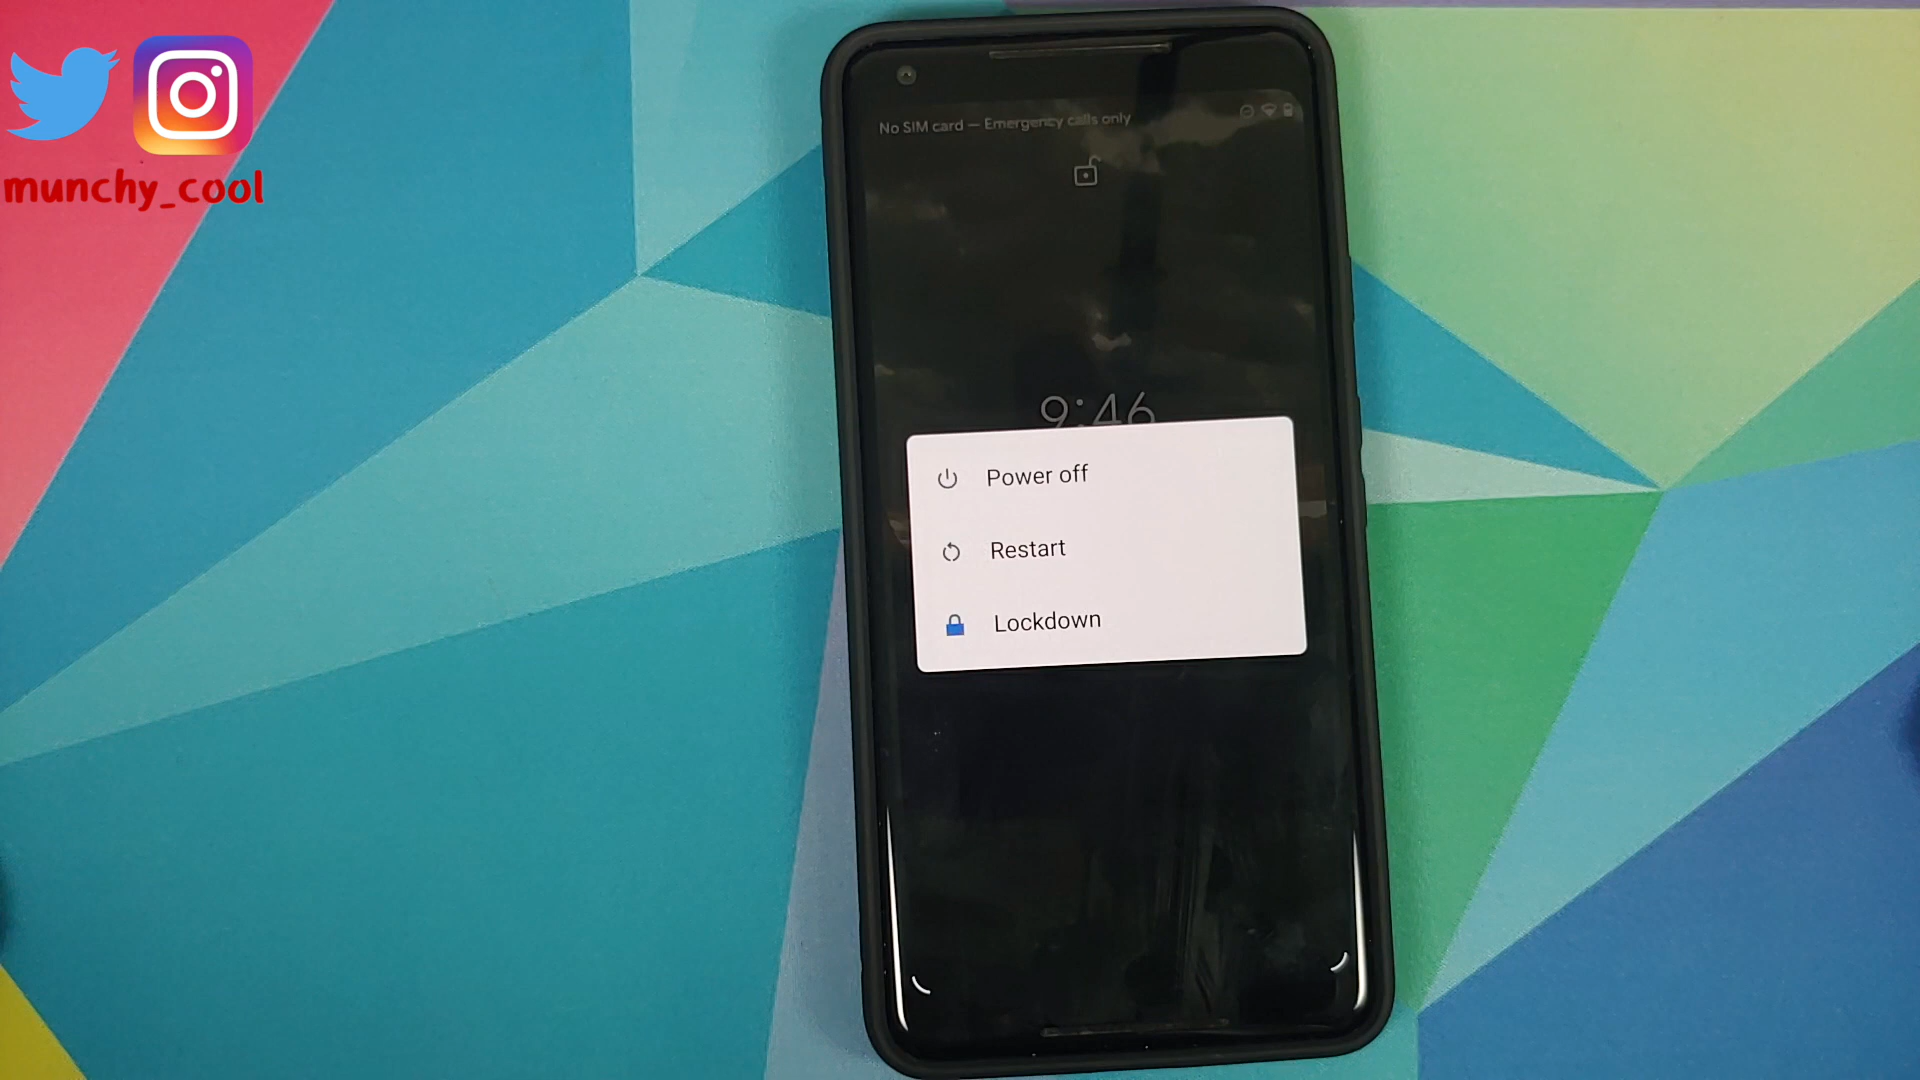 munchy_cool
No SIM card — Emergency calls only
9:46
Power off
Restart
Lockdown